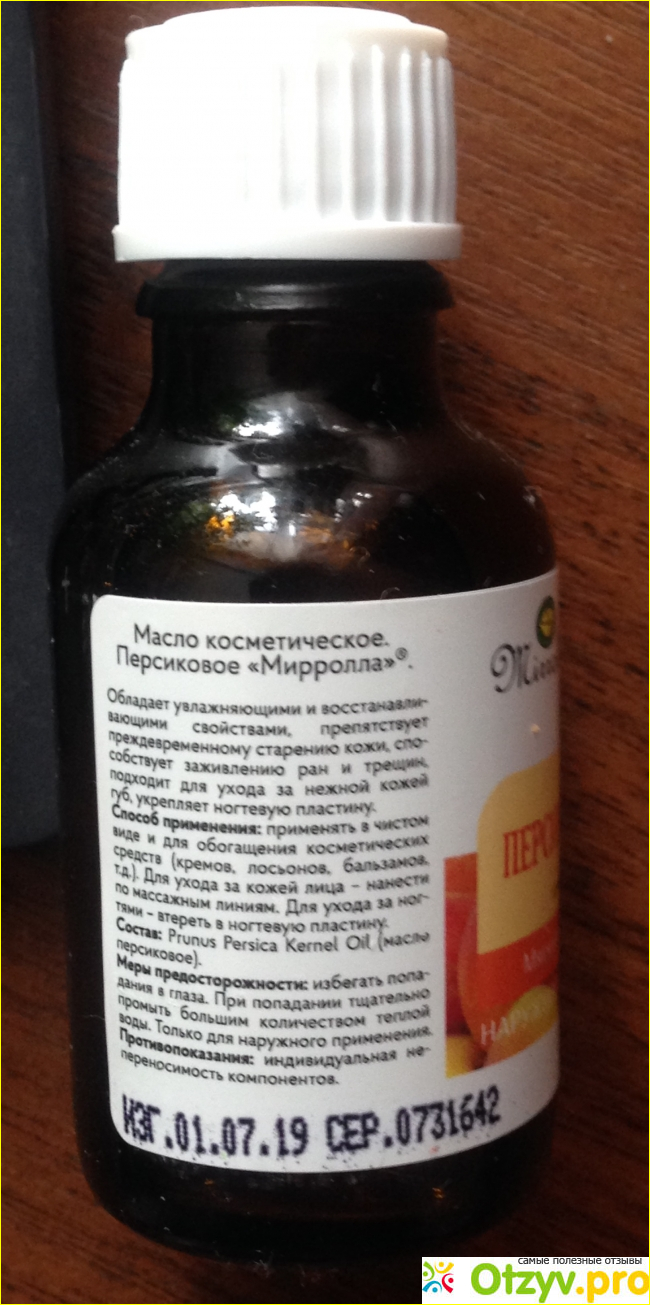 Масло косметическое.
Персиковое «Мирролла»®.
Обладает увлажняющими и восстанавли-
вающими свойствами, препятствует
преждевременному старению кожи, спо-
собствует заживлению ран и трещин,
подходит для ухода за нежной кожей
губ, укрепляет ногтевую пластину.
Способ применения: применять в чистом
виде и для обогащения косметических
средств (кремов, лосьонов, бальзамов,
т.д.). Для ухода за кожей лица – нанести
по массажным линиям. Для ухода за ног-
тями – втереть в ногтевую пластину.
Состав: Prunus Persica Kernel Oil (масло
персиковое).
Меры предосторожности: избегать попа-
дания в глаза. При попадании тщательно
промыть большим количеством теплой
воды. Только для наружного применения.
Противопоказания: индивидуальная не-
переносимость компонентов.
ИЗГ.01.07.19 СЕР.0731642
самые полезные отзывы
Otzyv.pro